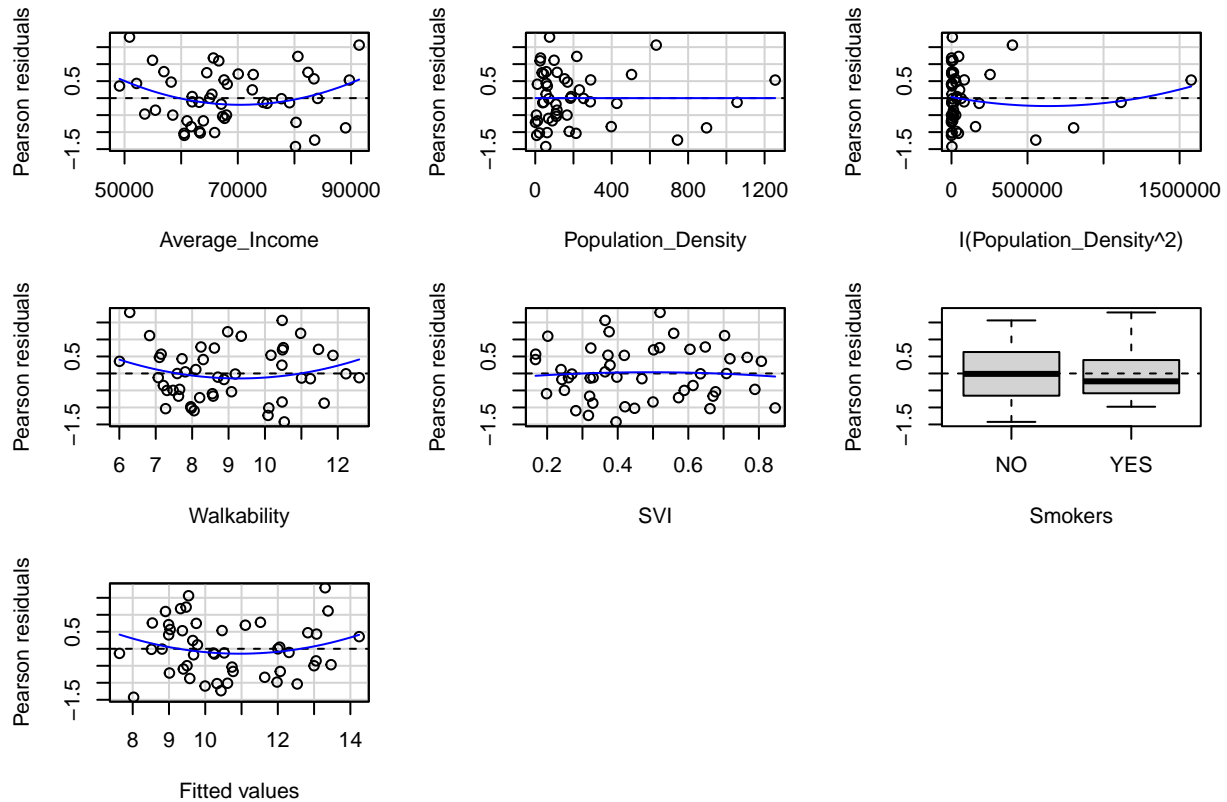 Pearson residuals
−1.5 0.5
50000 70000 90000
Average_Income
Pearson residuals
−1.5 0.5
0 400 800 1200
Population_Density
Pearson residuals
−1.5 0.5
0 500000 1500000
I(Population_Density^2)
Pearson residuals
−1.5 0.5
6 7 8 9 10 12
Walkability
Pearson residuals
−1.5 0.5
0.2 0.4 0.6 0.8
SVI
Pearson residuals
−1.5 0.5
NO YES
Smokers
Pearson residuals
−1.5 0.5
8 9 10 12 14
Fitted values